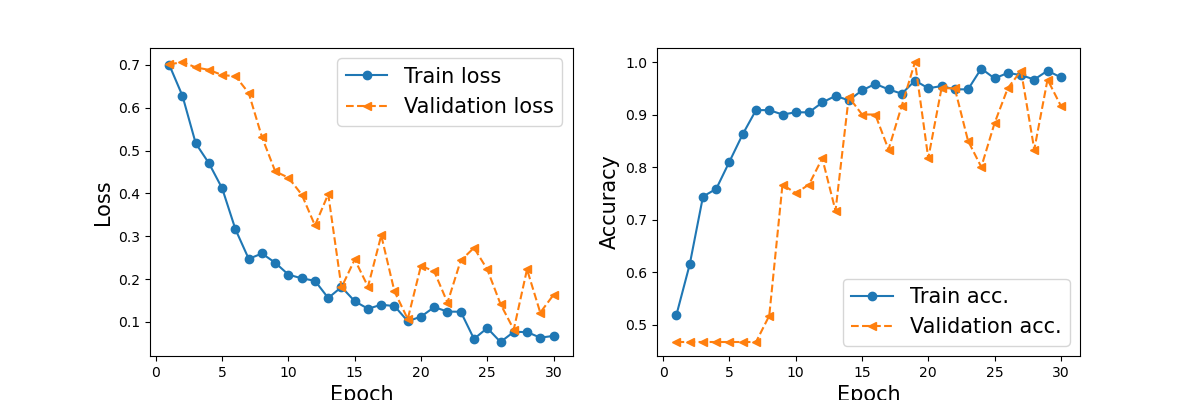 0.7
0.6
0.5
0.4
0.3
0.2
0.1
Loss
0 5 10 15 20 25 30
Epoch
Train loss
Validation loss
1.0
0.9
0.8
0.7
0.6
0.5
Accuracy
0 5 10 15 20 25 30
Epoch
Train acc.
Validation acc.